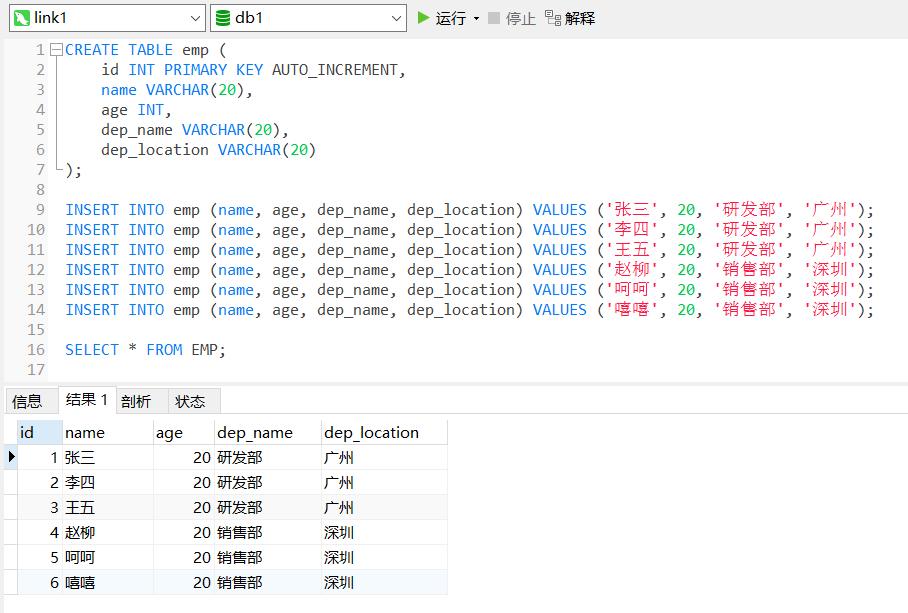 link1 db1 运行 停止 解释
1 CREATE TABLE emp (
2 id INT PRIMARY KEY AUTO_INCREMENT,
3 name VARCHAR(20),
4 age INT,
5 dep_name VARCHAR(20),
6 dep_location VARCHAR(20)
7 );
8
9 INSERT INTO emp (name, age, dep_name, dep_location) VALUES ('张三', 20, '研发部', '广州');
10 INSERT INTO emp (name, age, dep_name, dep_location) VALUES ('李四', 20, '研发部', '广州');
11 INSERT INTO emp (name, age, dep_name, dep_location) VALUES ('王五', 20, '研发部', '广州');
12 INSERT INTO emp (name, age, dep_name, dep_location) VALUES ('赵柳', 20, '销售部', '深圳');
13 INSERT INTO emp (name, age, dep_name, dep_location) VALUES ('呵呵', 20, '销售部', '深圳');
14 INSERT INTO emp (name, age, dep_name, dep_location) VALUES ('嘻嘻', 20, '销售部', '深圳');
15
16 SELECT * FROM EMP;
17
信息 结果 1 剖析 状态
id name age dep_name dep_location
1 张三 20 研发部 广州
2 李四 20 研发部 广州
3 王五 20 研发部 广州
4 赵柳 20 销售部 深圳
5 呵呵 20 销售部 深圳
6 嘻嘻 20 销售部 深圳